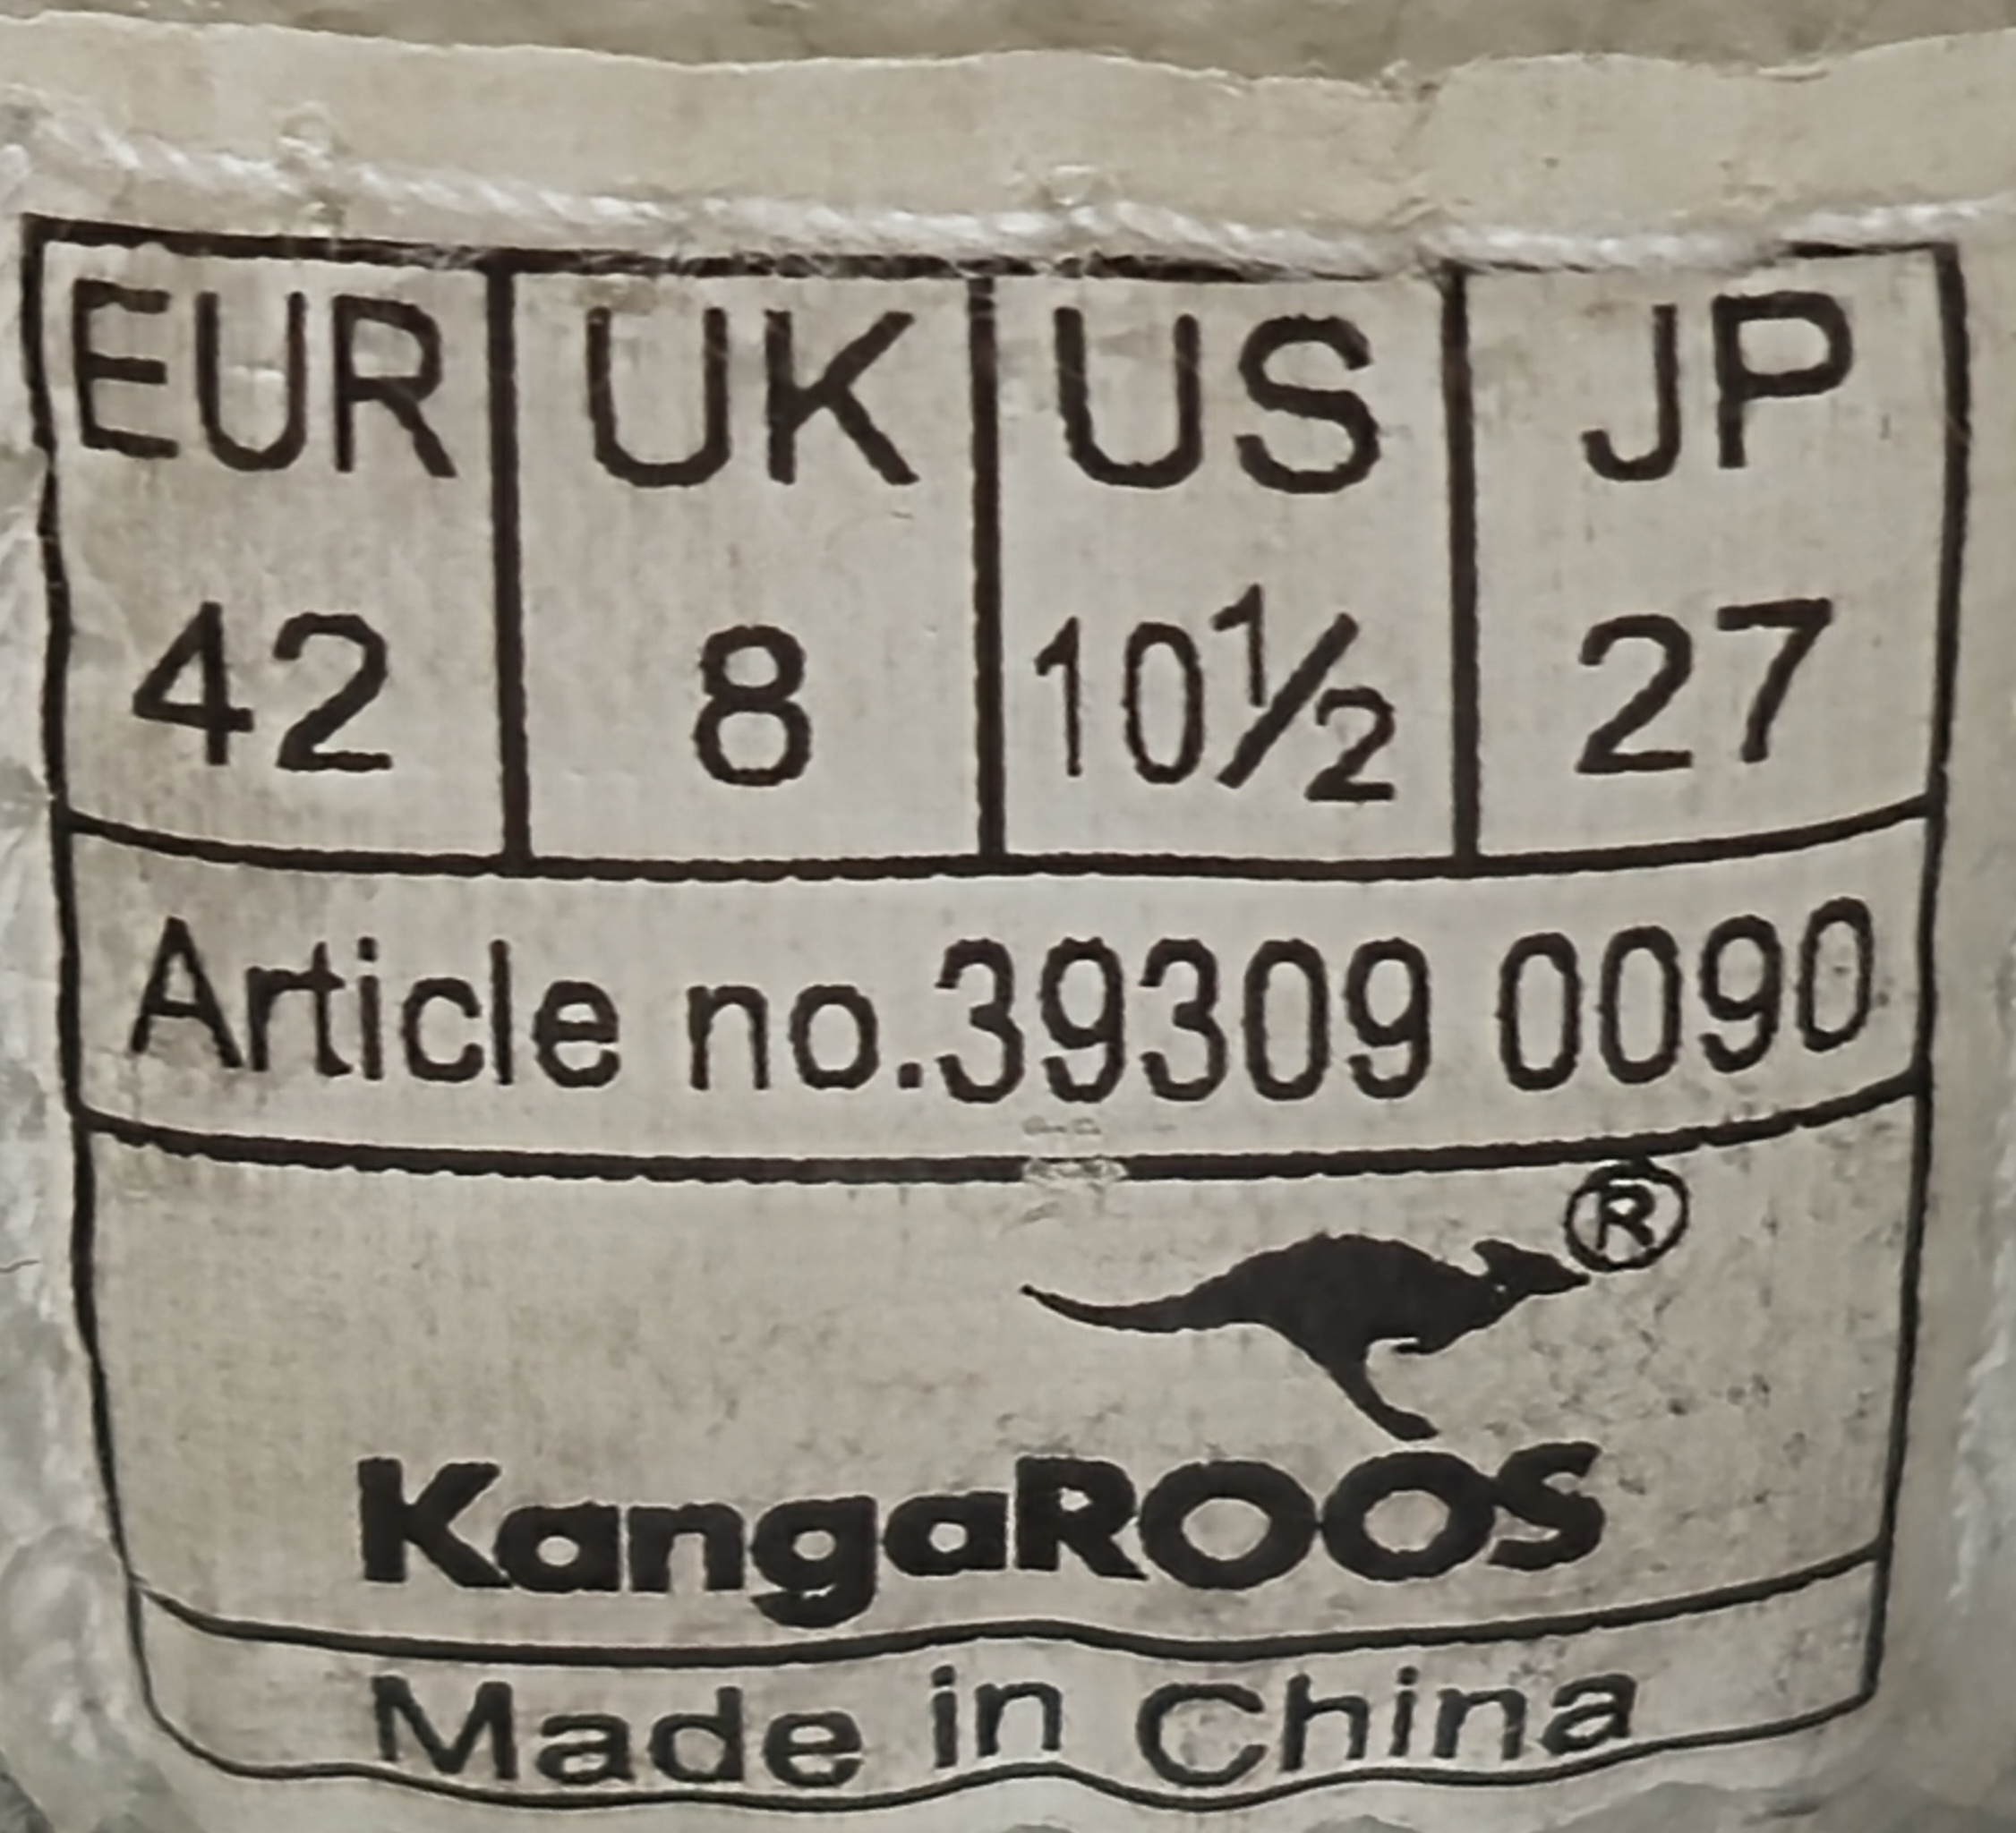 EUR UK US JP
42 8 10½ 27
Article no.39309 0090
®
KangaROOS
Made in China